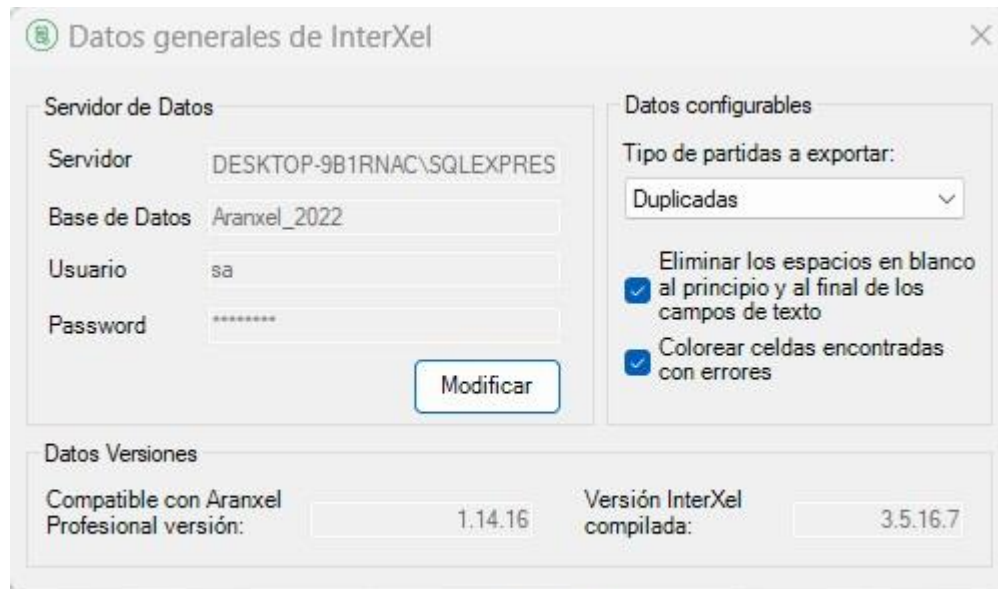 Datos generales de InterXel
Servidor de Datos
Servidor
DESKTOP-9B1RNAC\SQLEXPRES
Base de Datos
Aranxel_2022
Usuario
sa
Password
********
Modificar
Datos configurables
Tipo de partidas a exportar:
Duplicadas
Eliminar los espacios en blanco
al principio y al final de los
campos de texto
Colorear celdas encontradas
con errores
Datos Versiones
Compatible con Aranxel
Profesional versión:
1.14.16
Versión InterXel
compilada:
3.5.16.7